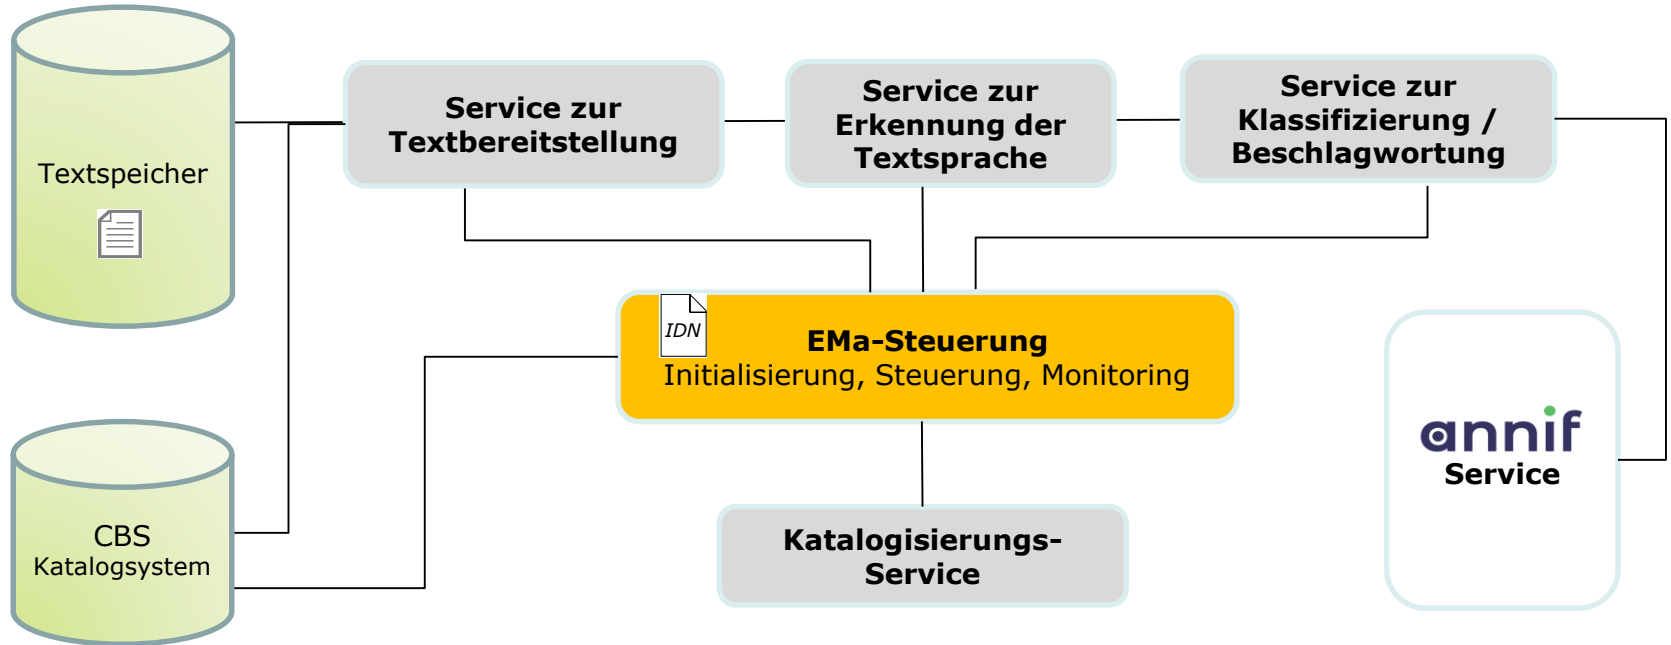 Textspeicher
Service zur
Textbereitstellung
Service zur
Erkennung der
Textsprache
Service zur
Klassifizierung /
Beschlagwortung
IDN
EMa-Steuerung
Initialisierung, Steuerung, Monitoring
annif
Service
CBS
Katalogsystem
Katalogisierungs-
Service